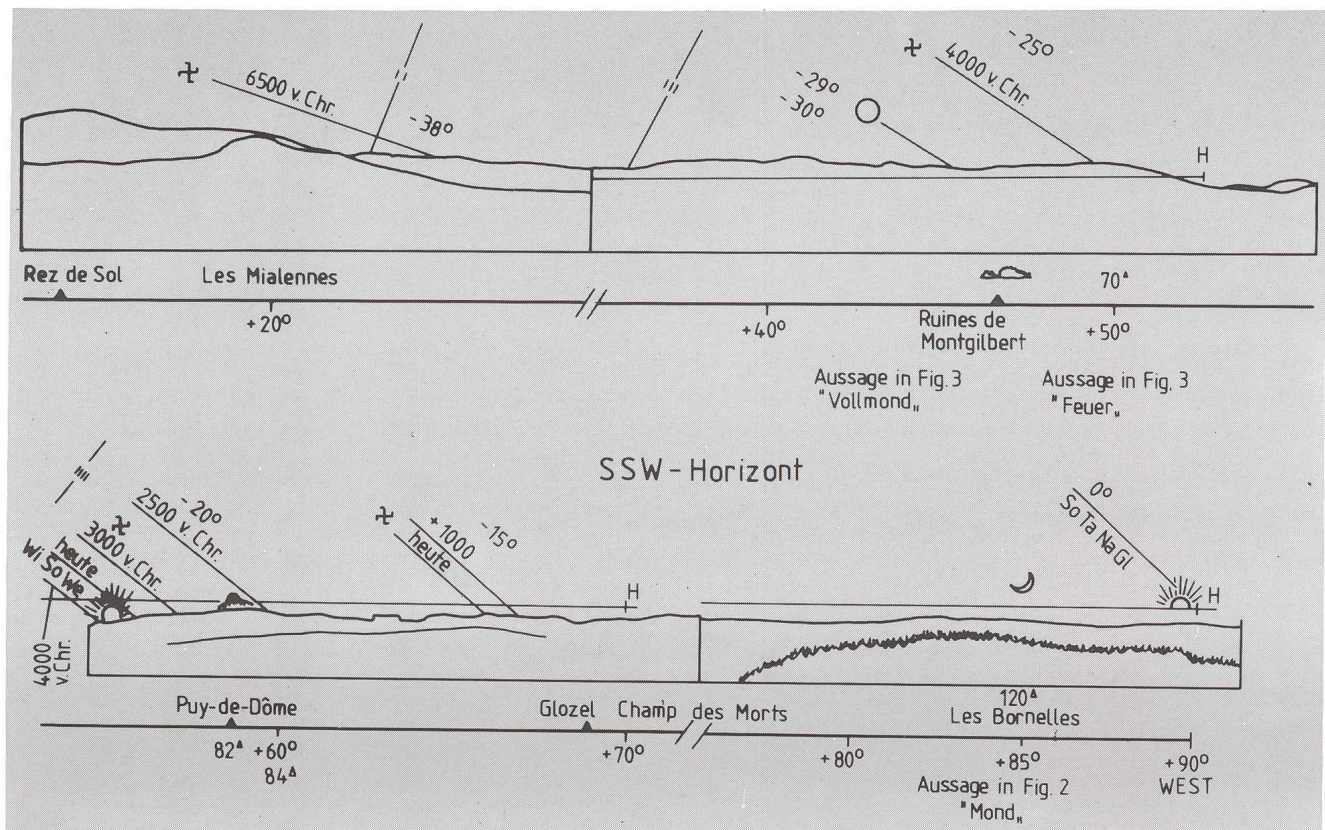 6500 v. Chr.
-38°
-29°
-30°
4000 v. Chr.
-25°
H
Rez de Sol
Les Mialennes
+20°
+40°
Ruines de
Montgilbert
70▲
+50°
Aussage in Fig. 3
"Vollmond„
Aussage in Fig. 3
"Feuer„
SSW - Horizont
4000
v. Chr.
Wi So We
heute
3000 v. Chr.
2500 v. Chr.
-20°
heute
+1000
-15°
H
0°
So Ta Na Gl
H
Puy-de-Dôme
82▲ +60°
84▲
Glozel Champ des Morts
+70°
120▲
Les Bornelles
+80°
+85°
+90°
WEST
Aussage in Fig. 2
"Mond„